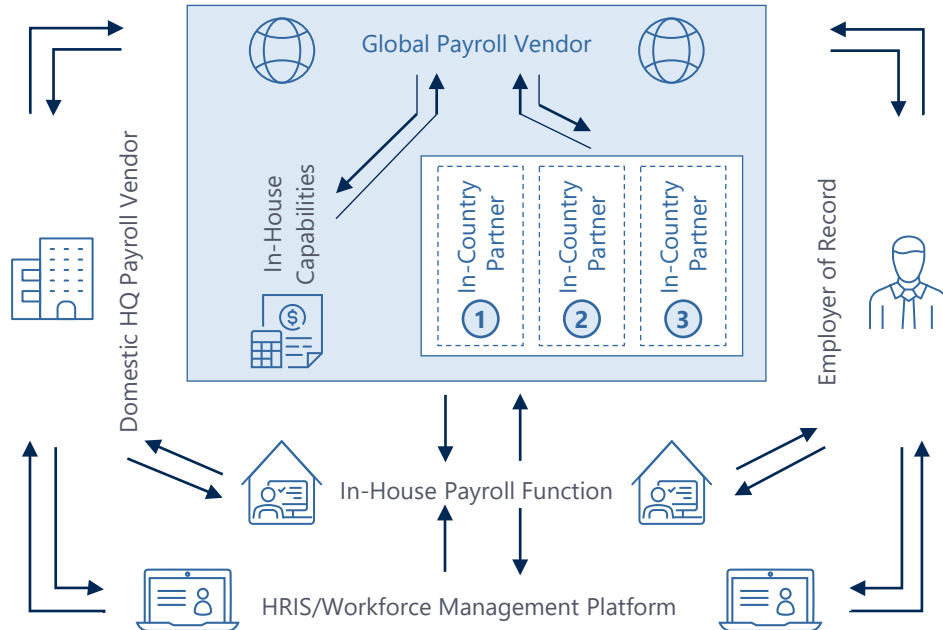 Global Payroll Vendor
Domestic HQ Payroll Vendor
In-House
Capabilities
$
In-Country
Partner
1
In-Country
Partner
2
In-Country
Partner
3
Employer of Record
In-House Payroll Function
HRIS/Workforce Management Platform